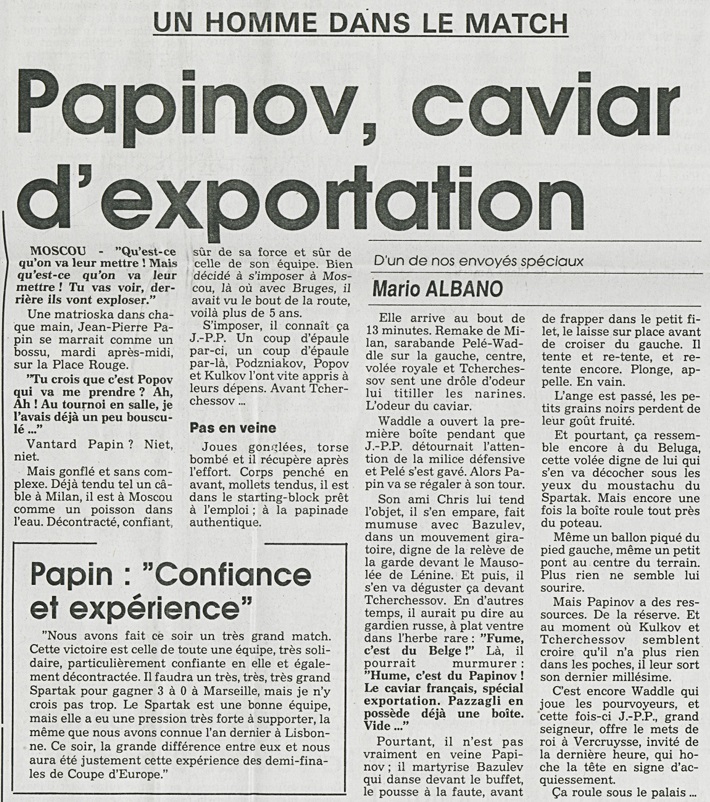 UN HOMME DANS LE MATCH
Papinov, caviar
d'exportation
MOSCOU - "Qu'est-ce
qu'on va leur mettre ! Mais
qu'est-ce qu'on va leur
mettre ! Tu vas voir, der-
rière ils vont exploser."
Une matrioska dans cha-
que main, Jean-Pierre Pa-
pin se marrait comme un
bossu, mardi après-midi,
sur la Place Rouge.
"Tu crois que c'est Popov
qui va me prendre ? Ah,
Ah ! Au tournoi en salle, je
l'avais déjà un peu bouscu-
lé ..."
Vantard Papin ? Niet,
niet.
Mais gonflé et sans com-
plexe. Déjà tendu tel un câ-
ble à Milan, il est à Moscou
comme un poisson dans
l'eau. Décontracté, confiant,
sûr de sa force et sûr de
celle de son équipe. Bien
décidé à s'imposer à Mos-
cou, là où avec Bruges, il
avait vu le bout de la route,
voilà plus de 5 ans.
S'imposer, il connaît ça
J.-P.P. Un coup d'épaule
par-ci, un coup d'épaule
par-là, Podzniakov, Popov
et Kulkov l'ont vite appris à
leurs dépens. Avant Tcher-
chessov ...
Pas en veine
Joues gonglées, torse
bombé et il récupère après
l'effort. Corps penché en
avant, mollets tendus, il est
dans le starting-block prêt
à l'emploi ; à la papinade
authentique.
D'un de nos envoyés spéciaux
Mario ALBANO
Elle arrive au bout de
13 minutes. Remake de Mi-
lan, sarabande Pelé-Wad-
dle sur la gauche, centre,
volée royale et Tcherches-
sov sent une drôle d'odeur
lui titiller les narines.
L'odeur du caviar.
Waddle a ouvert la pre-
mière boîte pendant que
J.-P.P. détournait l'atten-
tion de la milice défensive
et Pelé s'est gavé. Alors Pa-
pin va se régaler à son tour.
Son ami Chris lui tend
l'objet, il s'en empare, fait
mumuse avec Bazulev,
dans un mouvement gira-
toire, digne de la relève de
la garde devant le Mauso-
lée de Lénine. Et puis, il
s'en va déguster ça devant
Tcherchessov. En d'autres
temps, il aurait pu dire au
gardien russe, à plat ventre
dans l'herbe rare : "Fume,
c'est du Belge !" Là, il
pourrait murmurer :
"Hume, c'est du Papinov !
Le caviar français, spécial
exportation. Pazzagli en
possède déjà une boîte.
Vide ..."
Pourtant, il n'est pas
vraiment en veine Papi-
nov ; il martyrise Bazulev
qui danse devant le buffet,
le pousse à la faute, avant
de frapper dans le petit fi-
let, le laisse sur place avant
de croiser du gauche. Il
tente et re-tente, et re-
tente encore. Plonge, ap-
pelle. En vain.
L'ange est passé, les pe-
tits grains noirs perdent de
leur goût fruité.
Et pourtant, ça ressem-
ble encore à du Beluga,
cette volée digne de lui qui
s'en va décocher sous les
yeux du moustachu du
Spartak. Mais encore une
fois la boîte roule tout près
du poteau.
Même un ballon piqué du
pied gauche, même un petit
pont au centre du terrain.
Plus rien ne semble lui
sourire.
Mais Papinov a des res-
sources. De la réserve. Et
au moment où Kulkov et
Tcherchessov semblent
croire qu'il n'a plus rien
dans les poches, il leur sort
son dernier millésime.
C'est encore Waddle qui
joue les pourvoyeurs, et
cette fois-ci J.-P.P., grand
seigneur, offre le mets de
roi à Vercruysse, invité de
la dernière heure, qui ho-
che la tête en signe d'ac-
quiessement.
Ça roule sous le palais ...
Papin : "Confiance
et expérience"
"Nous avons fait ce soir un très grand match.
Cette victoire est celle de toute une équipe, très soli-
daire, particulièrement confiante en elle et égale-
ment décontractée. Il faudra un très, très, très grand
Spartak pour gagner 3 à 0 à Marseille, mais je n'y
crois pas trop. Le Spartak est une bonne équipe,
mais elle a eu une pression très forte à supporter, la
même que nous avons connue l'an dernier à Lisbon-
ne. Ce soir, la grande différence entre eux et nous
aura été justement cette expérience des demi-fina-
les de Coupe d'Europe."